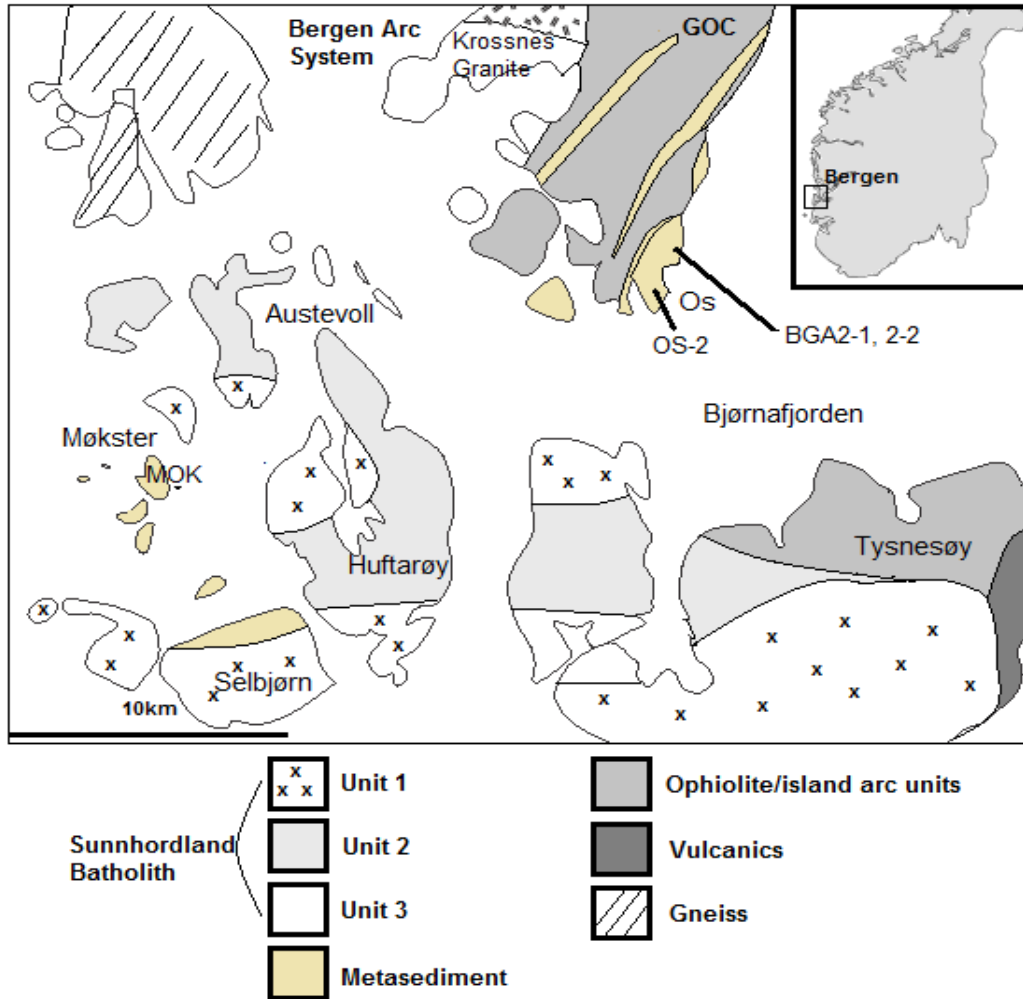 Bergen Arc
System
Krossnes
Granite
GOC
Bergen
Austevoll
Os
OS-2
BGA2-1, 2-2
Bjørnafjorden
Møkster
MOK
Huftarøy
Tysnesøy
Selbjørn
10km
x
x x
Unit 1
Sunnhordland
Batholith
Unit 2
Unit 3
Metasediment
Ophiolite/island arc units
Vulcanics
Gneiss